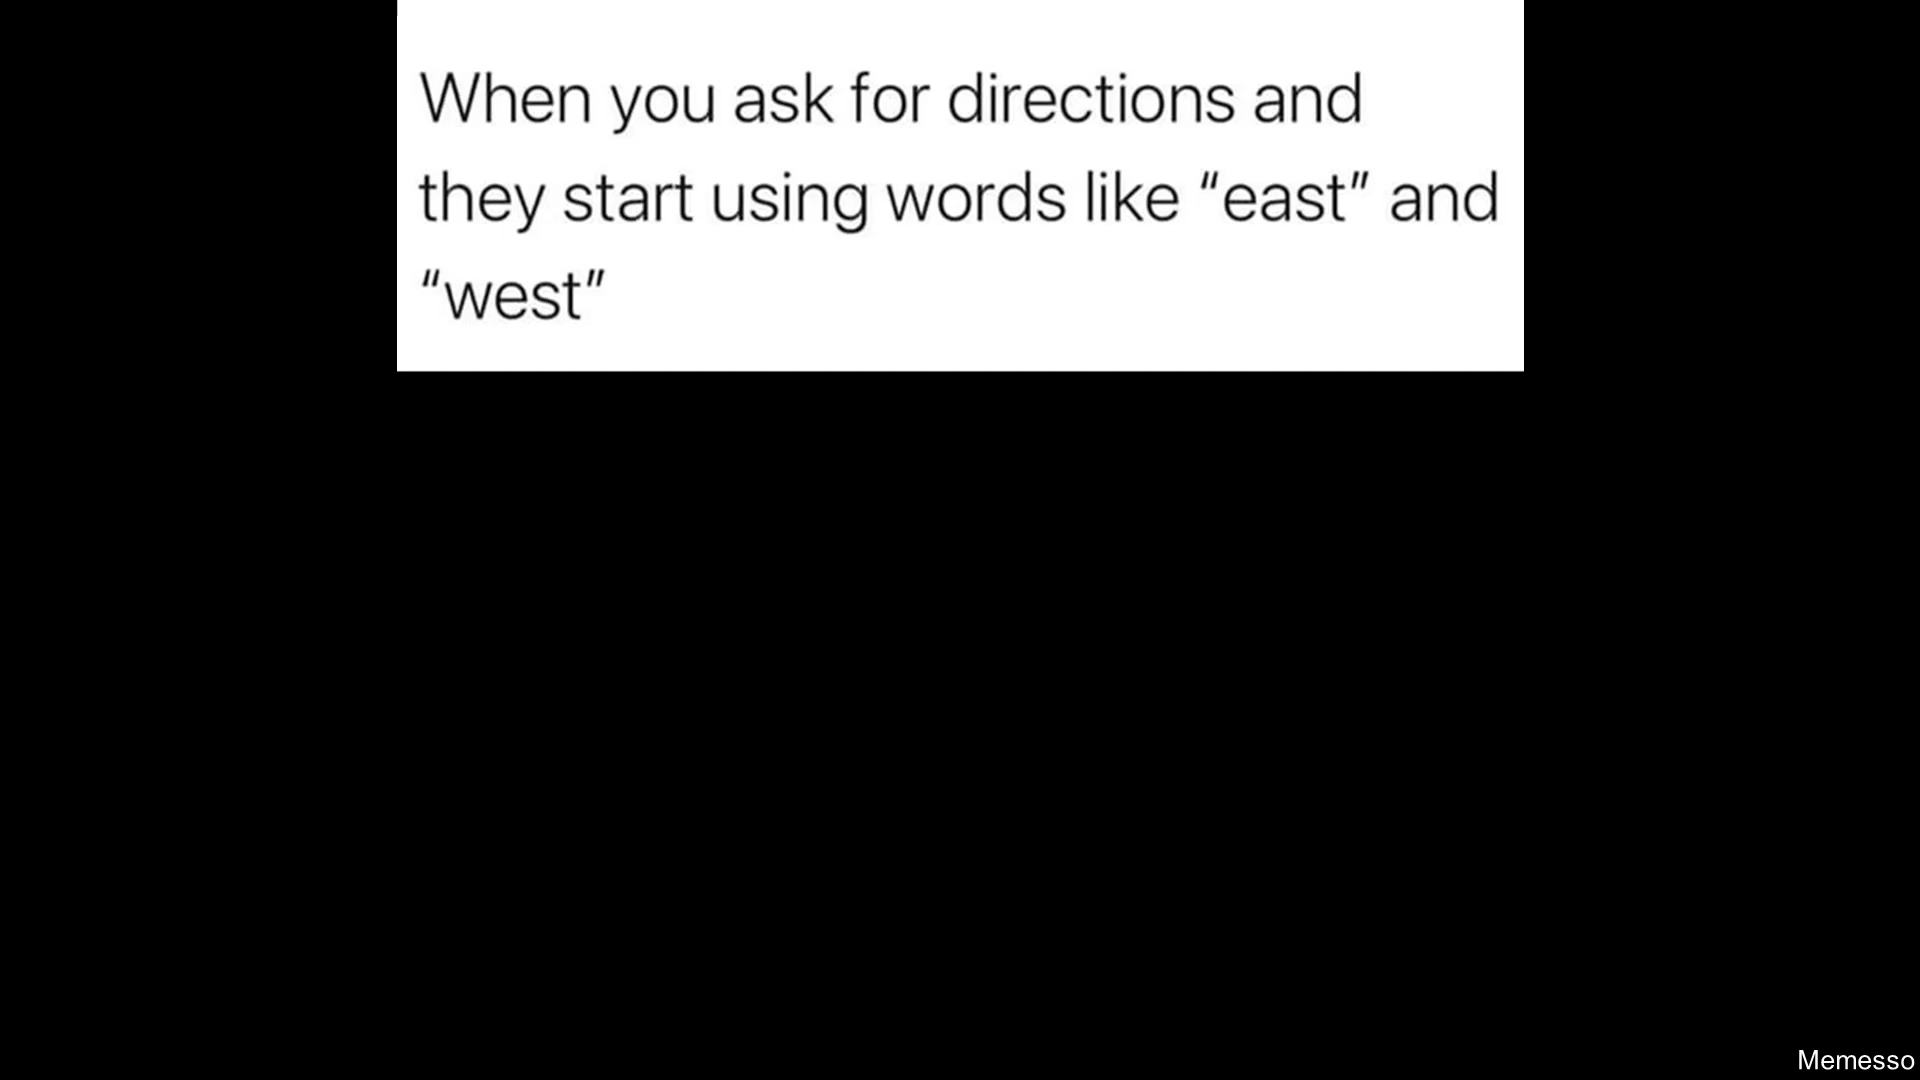 When you ask for directions and
they start using words like “east” and
“west”
Memesso